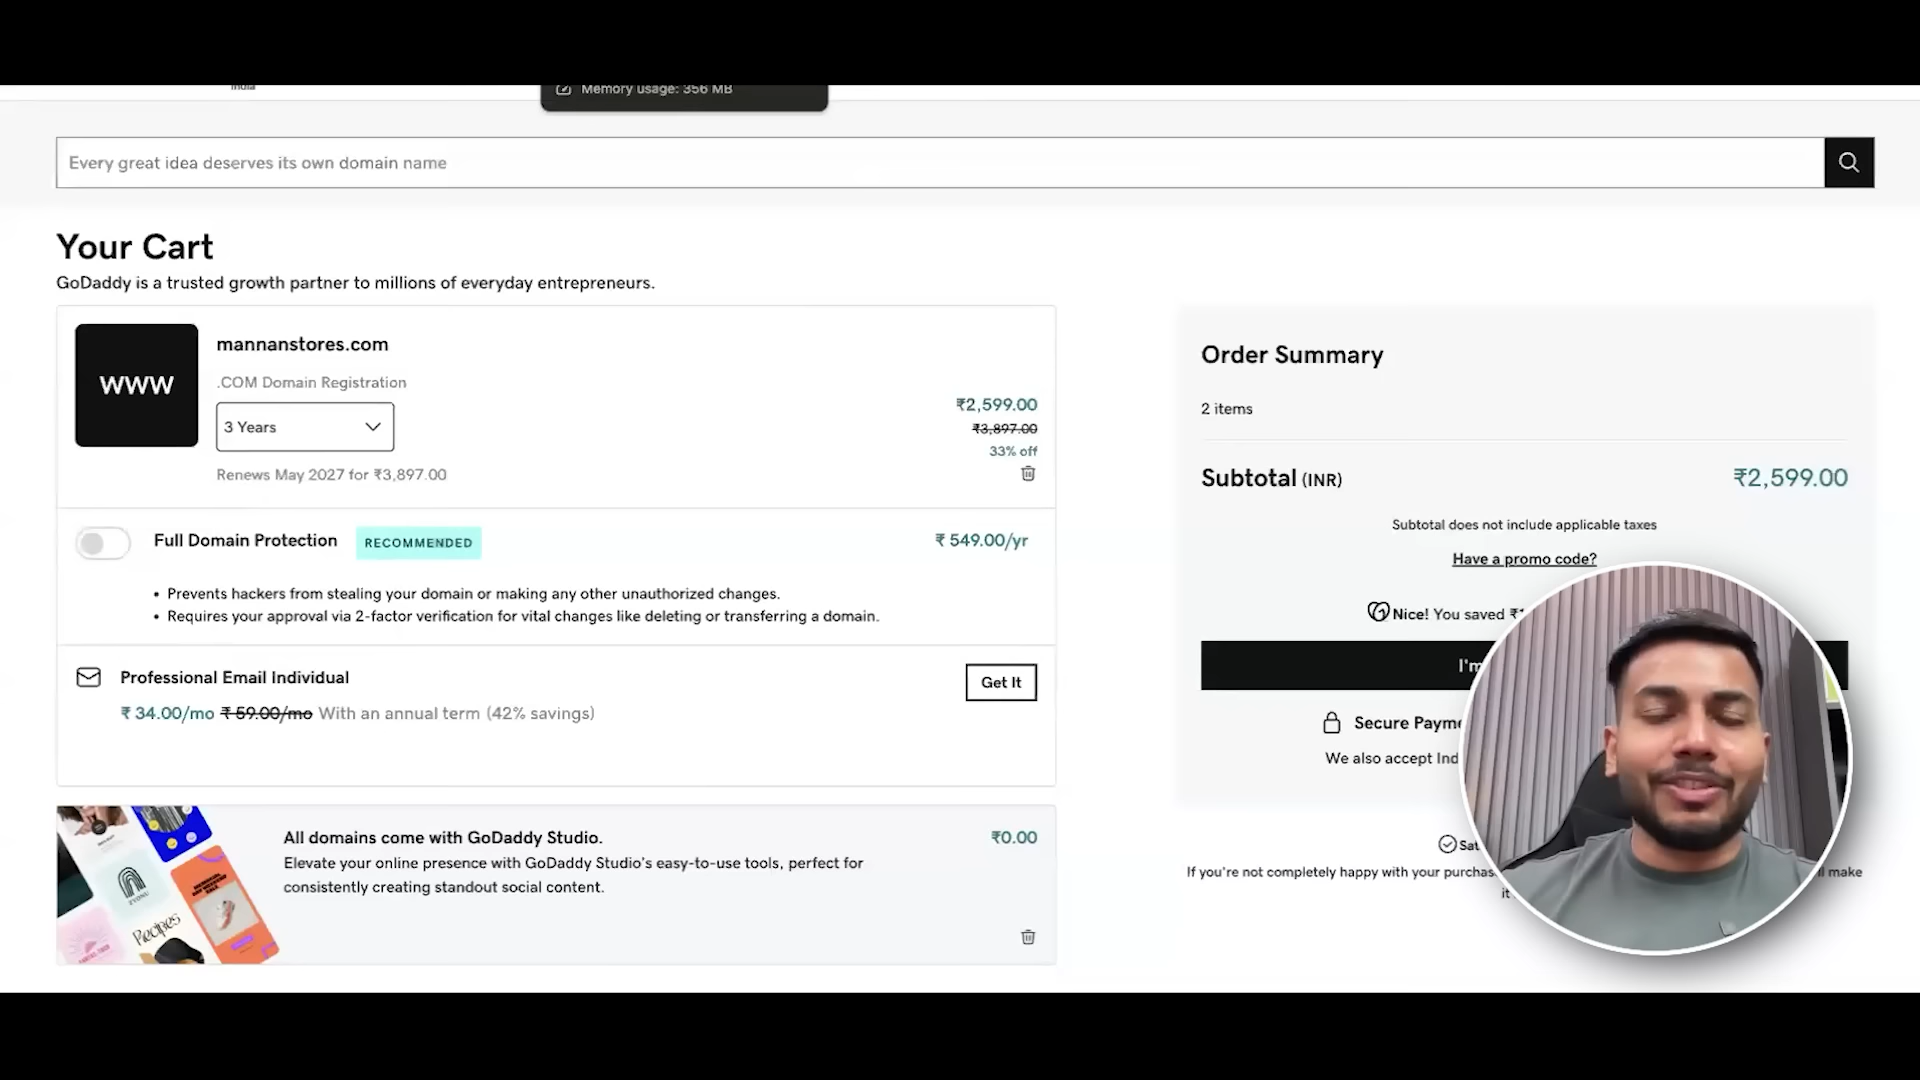 India
Memory usage: 356 MB
Every great idea deserves its own domain name
Your Cart
GoDaddy is a trusted growth partner to millions of everyday entrepreneurs.
www
mannanstores.com
.COM Domain Registration
3 Years
Renews May 2027 for ₹3,897.00
₹2,599.00
₹3,897.00
33% off
Full Domain Protection RECOMMENDED ₹ 549.00/yr
• Prevents hackers from stealing your domain or making any other unauthorized changes.
• Requires your approval via 2-factor verification for vital changes like deleting or transferring a domain.
Professional Email Individual
₹ 34.00/mo ₹ 59.00/mo With an annual term (42% savings)
Get It
All domains come with GoDaddy Studio. ₹0.00
Elevate your online presence with GoDaddy Studio's easy-to-use tools, perfect for
consistently creating standout social content.
Recipes
Order Summary
2 items
Subtotal (INR) ₹2,599.00
Subtotal does not include applicable taxes
Have a promo code?
Nice! You saved
I'm
Secure
We also accept
If you're not completely happy with your make
it